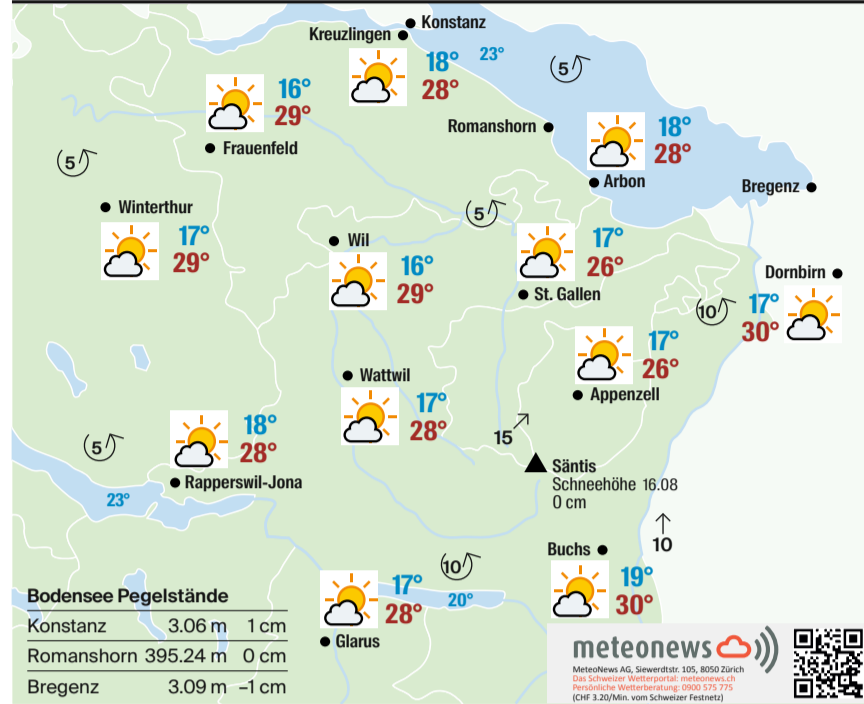 Konstanz
Kreuzlingen
23°
18°
28°
5
16°
29°
Frauenfeld
Romanshorn
18°
28°
Arbon
Bregenz
5
Winterthur
17°
29°
5
Wil
16°
29°
17°
26°
St. Gallen
Dornbirn
17°
30°
10
17°
26°
Appenzell
Wattwil
17°
28°
18°
28°
5
Rapperswil-Jona
23°
15
Säntis
Schneehöhe 16.08
0 cm
10
Buchs
19°
30°
10
17°
28°
20°
Glarus
Bodensee Pegelstände
Konstanz 3.06 m 1 cm
Romanshorn 395.24 m 0 cm
Bregenz 3.09 m –1 cm
meteonews
MeteoNews AG, Siewerdtstr. 105, 8050 Zürich
Das Schweizer Wetterportal: meteonews.ch
Persönliche Wetterberatung: 0900 575 775
(CHF 3.20/Min. vom Schweizer Festnetz)